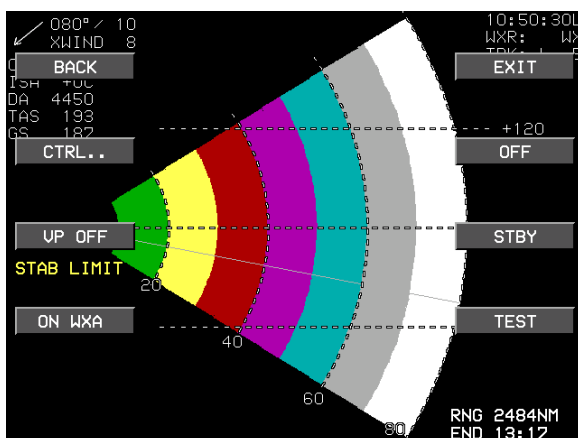 080° / 10
XWIND 8
10:50:30L
WXR: WX
BACK
EXIT
ISA +0C
DA 4450
TAS 193
GS 187
+120
CTRL..
OFF
VP OFF
STBY
STAB LIMIT
20
ON WXA
TEST
40
60
80
RNG 2484NM
END 13:17